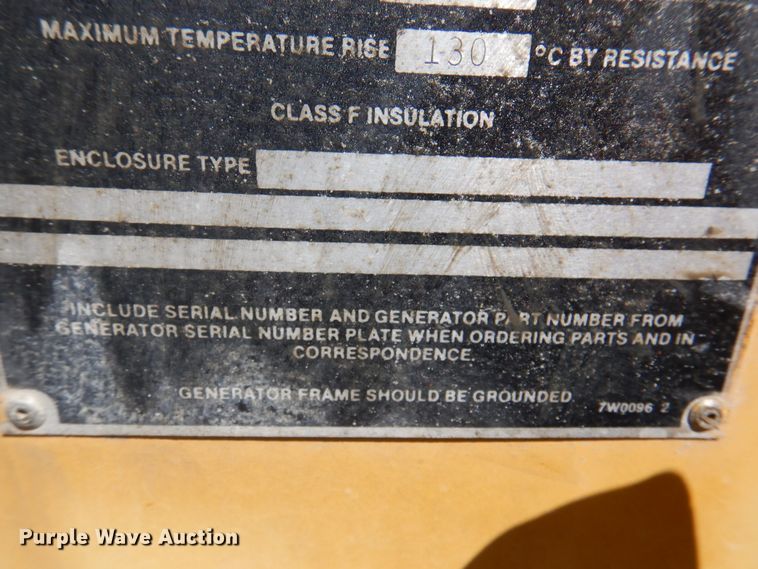 MAXIMUM TEMPERATURE RISE 130 °C BY RESISTANCE
CLASS F INSULATION
ENCLOSURE TYPE
INCLUDE SERIAL NUMBER AND GENERATOR PART NUMBER FROM
GENERATOR SERIAL NUMBER PLATE WHEN ORDERING PARTS AND IN
CORRESPONDENCE.
GENERATOR FRAME SHOULD BE GROUNDED
7W0096 2
Purple Wave Auction